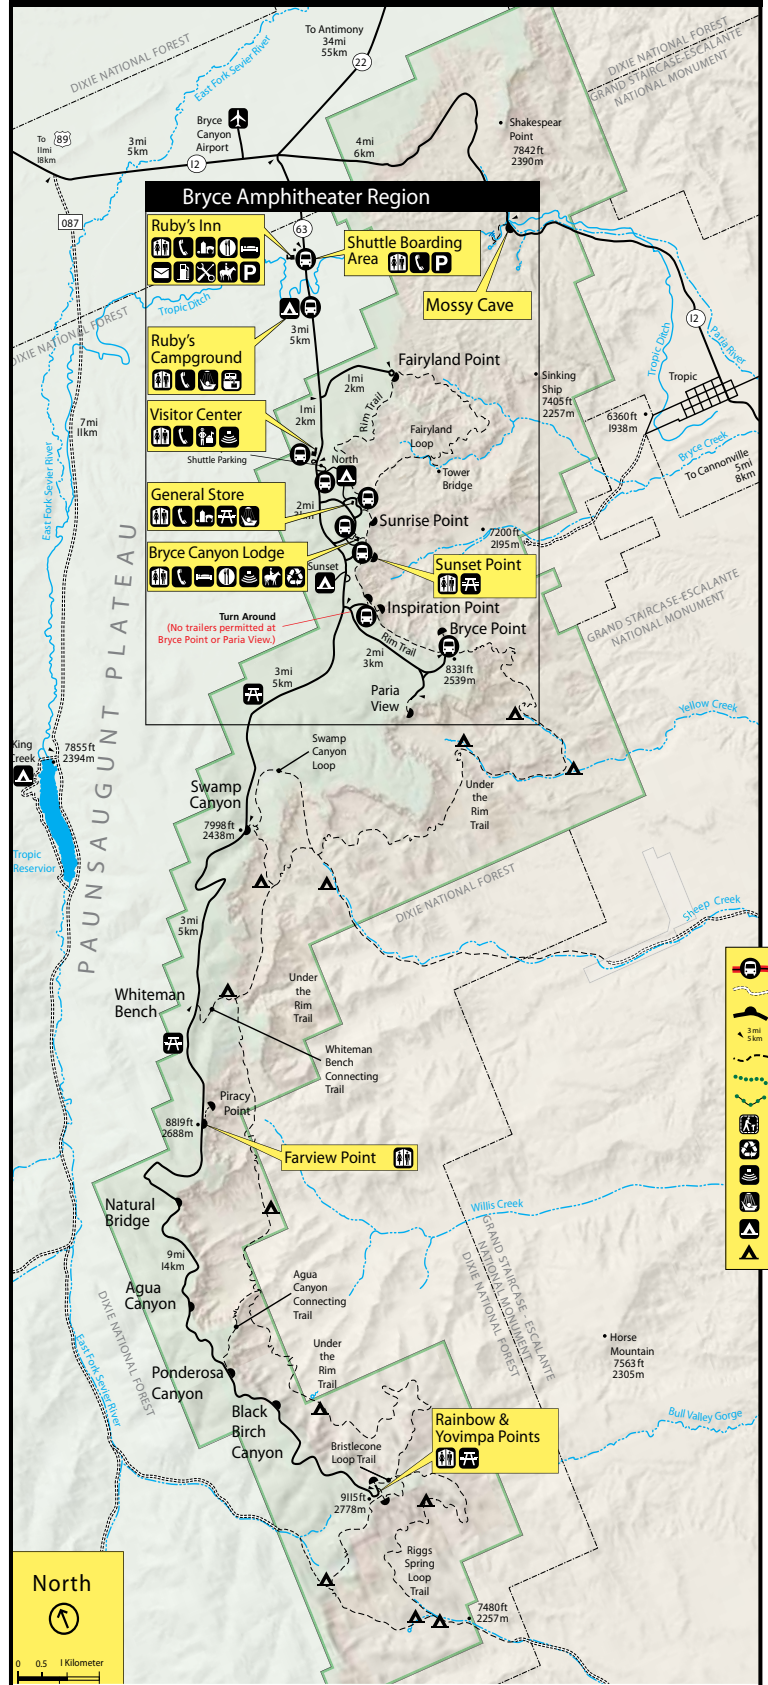 To Antimony
34mi
55km
22
DIXIE NATIONAL FOREST
East Fork Sevier River
DIXIE NATIONAL FOREST
GRAND STAIRCASE-ESCALANTE
NATIONAL MONUMENT
Bryce
Canyon
Airport
To 89
11mi
18km
3mi
5km
12
4mi
6km
Shakespear
Point
7842ft
2390m
Bryce Amphitheater Region
087
Ruby's Inn
63
Shuttle Boarding
Area
P
P
Mossy Cave
Tropic Ditch
DIXIE NATIONAL FOREST
3mi
5km
12
Tropic Ditch
Paria River
Ruby's
Campground
Fairyland Point
1mi
2km
Sinking
Ship
7405ft
2257m
Tropic
7mi
11km
1mi
2km
Rim Trail
Visitor Center
Fairyland
Loop
6360ft
1938m
Bryce Creek
To Cannonville
5mi
8km
Shuttle Parking
North
Tower
Bridge
East Fork Sevier River
General Store
2mi
Sunrise Point
7200ft
2195m
Bryce Canyon Lodge
Sunset
Sunset Point
Turn Around
(No trailers permitted at
Bryce Point or Paria View.)
Inspiration Point
Bryce Point
Rim Trail
2mi
3km
8331ft
2539m
GRAND STAIRCASE-ESCALANTE
NATIONAL MONUMENT
3mi
5km
Paria
View
Yellow Creek
PAUNSAUGUNT PLATEAU
King
Creek
7855ft
2394m
Swamp
Canyon
Loop
Swamp
Canyon
Under
the
Rim
Trail
7998ft
2438m
Tropic
Reservior
DIXIE NATIONAL FOREST
Sheep Creek
3mi
5km
Whiteman
Bench
Under
the
Rim
Trail
3mi
5km
Whiteman
Bench
Connecting
Trail
Piracy
Point
8819ft
2688m
Farview Point
Natural
Bridge
Willis Creek
9mi
14km
GRAND STAIRCASE - ESCALANTE
NATIONAL MONUMENT
DIXIE NATIONAL FOREST
Agua
Canyon
Agua
Canyon
Connecting
Trail
DIXIE NATIONAL FOREST
East Fork Sevier River
Under
the
Rim
Trail
Horse
Mountain
7563ft
2305m
Ponderosa
Canyon
Black
Birch
Canyon
Rainbow &
Yovimpa Points
Bull Valley Gorge
Bristlecone
Loop Trail
9115ft
2778m
Riggs
Spring
Loop
Trail
North
7480ft
2257m
0 0.5 1 Kilometer